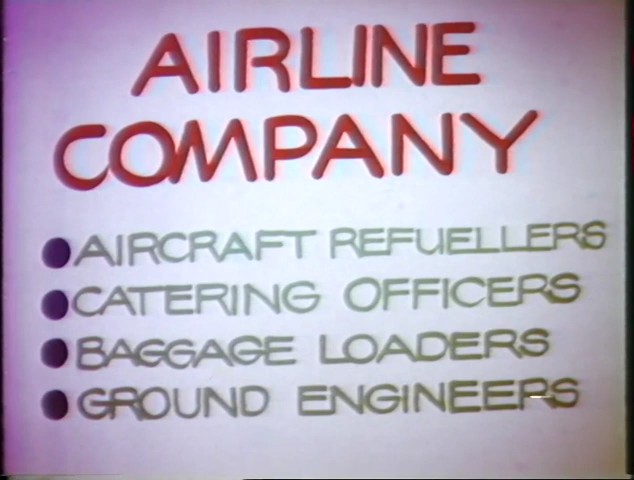 AIRLINE
COMPANY
AIRCRAFT REFUELLERS
CATERING OFFICERS
BAGGAGE LOADERS
GROUND ENGINEERS